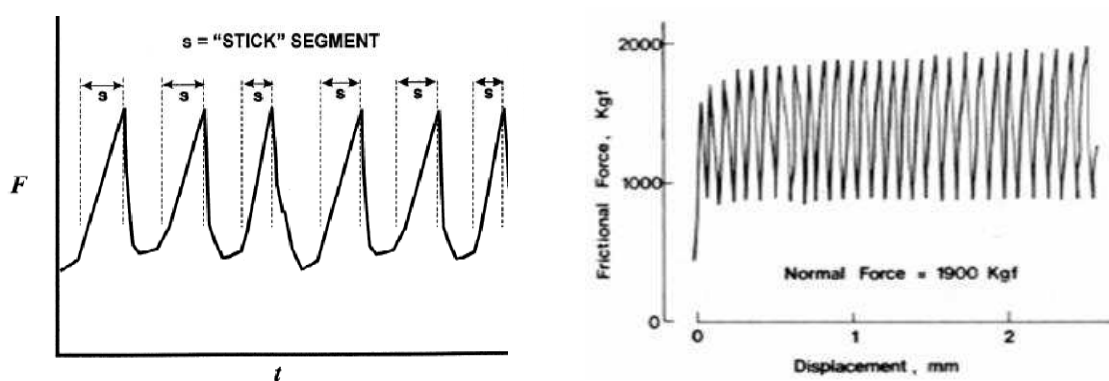 s = "STICK" SEGMENT
s
s
s
s
s
s
F
t
Frictional Force, Kgf
2000
1000
0
Normal Force = 1900 Kgf
0
1
2
Displacement, mm